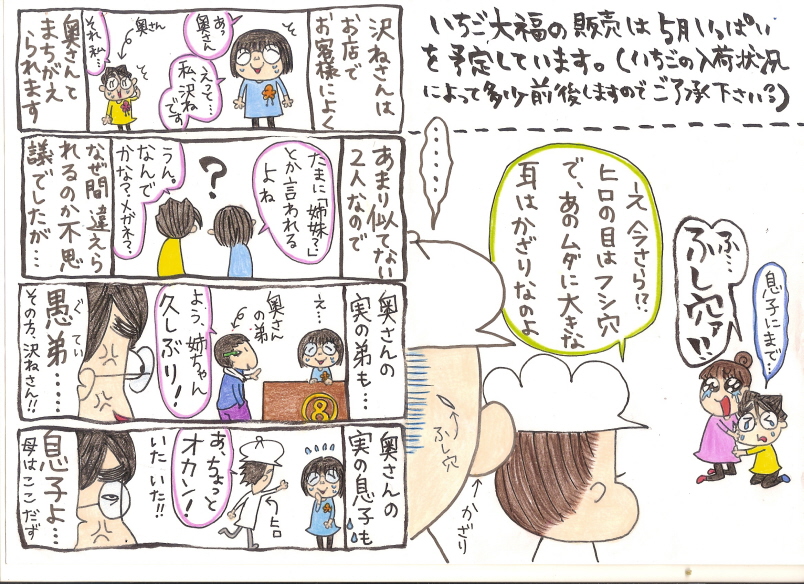 いちご大福の販売は5月いっぱい
を予定しています。(いちごの入荷状況
によって多少前後しますのでご了承下さい?)
沢ねさんは
お店で
お客様によく
奥さんて
まちがえ
られます
あっ
奥さん
えって…
私沢ね
です
奥さん
それ私…
あまり似てない
2人なので
なぜ間違えら
れるのか不思
議でしたが…
たまに「姉妹?」
とか言われる
よね
?
うん。
なんで
かな?メガネ?
奥さんの
実の弟も…
え…
奥さん
の弟
よう、姉ちゃん
久しぶり!
愚弟……
ぐてい
その方、沢ねさん!!
8
奥さんの
実の息子も
あ、ちょっと
オカン!
いたいた!!
ヒロ
息子よ…
母はここだず
……
え今さら!?
ヒロの目はフシ穴
で、あのムダに大きな
耳はかざりなのよ
ふし穴
かざり
ふ…
ふし穴ァ!!
息子にまで…